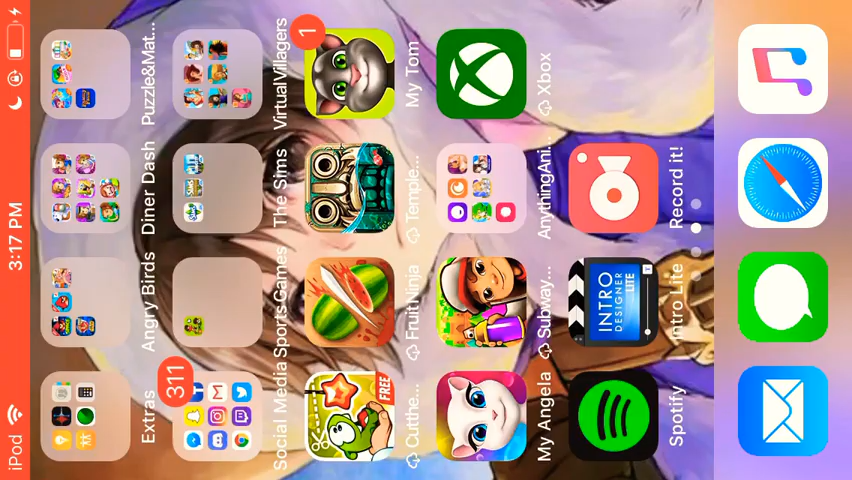 iPod 3:17 PM
Extras Angry Birds Diner Dash Puzzle&Mat...
311
Social Media SportsGames The Sims VirtualVillagers
FREE
1
Cutthe... FruitNinja Temple... My Tom
My Angela Subway... AnythingAni... Xbox
INTRO
DESIGNER
LITE
Spotify Intro Lite Record it!